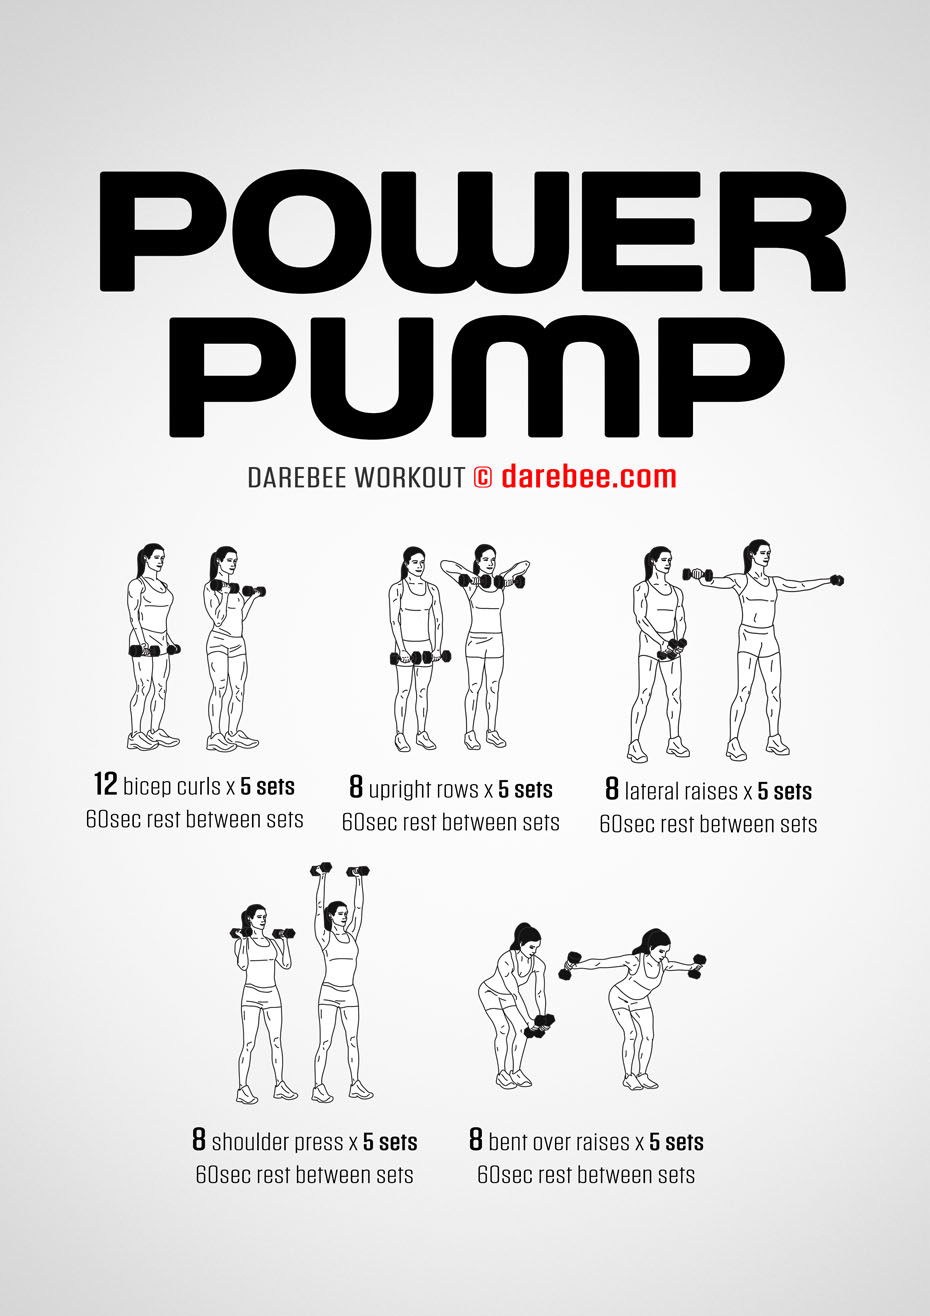 POWER
PUMP
DAREBEE WORKOUT © darebee.com
12 bicep curls x 5 sets
60sec rest between sets
8 upright rows x 5 sets
60sec rest between sets
8 lateral raises x 5 sets
60sec rest between sets
8 shoulder press x 5 sets
60sec rest between sets
8 bent over raises x 5 sets
60sec rest between sets